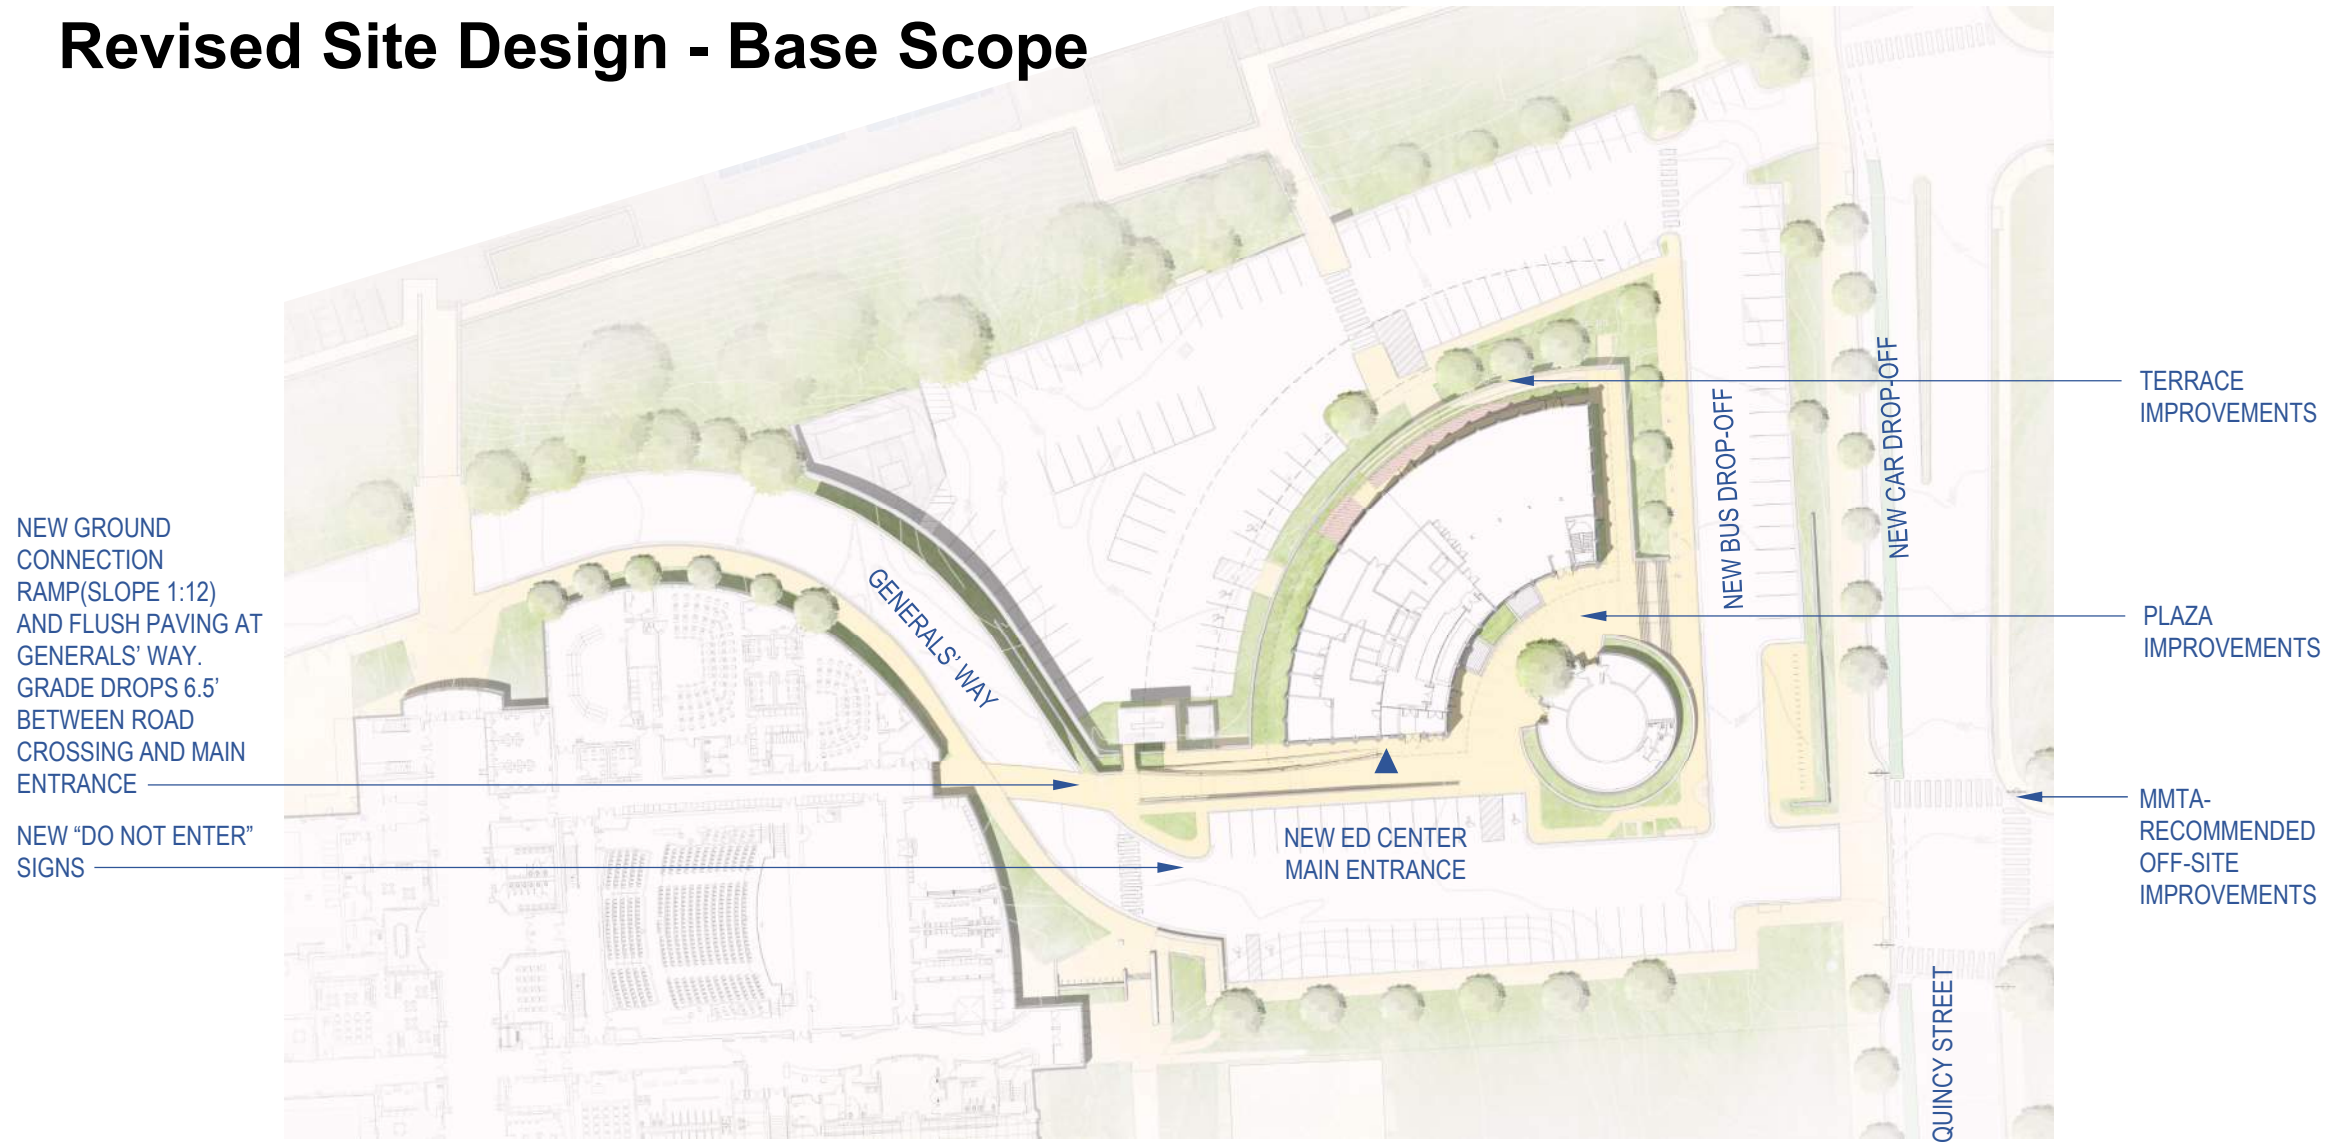 Revised Site Design - Base Scope
NEW GROUND
CONNECTION
RAMP(SLOPE 1:12)
AND FLUSH PAVING AT
GENERALS’ WAY.
GRADE DROPS 6.5’
BETWEEN ROAD
CROSSING AND MAIN
ENTRANCE
NEW “DO NOT ENTER”
SIGNS
GENERALS’ WAY
NEW ED CENTER
MAIN ENTRANCE
NEW BUS DROP-OFF
NEW CAR DROP-OFF
QUINCY STREET
TERRACE
IMPROVEMENTS
PLAZA
IMPROVEMENTS
MMTA-
RECOMMENDED
OFF-SITE
IMPROVEMENTS